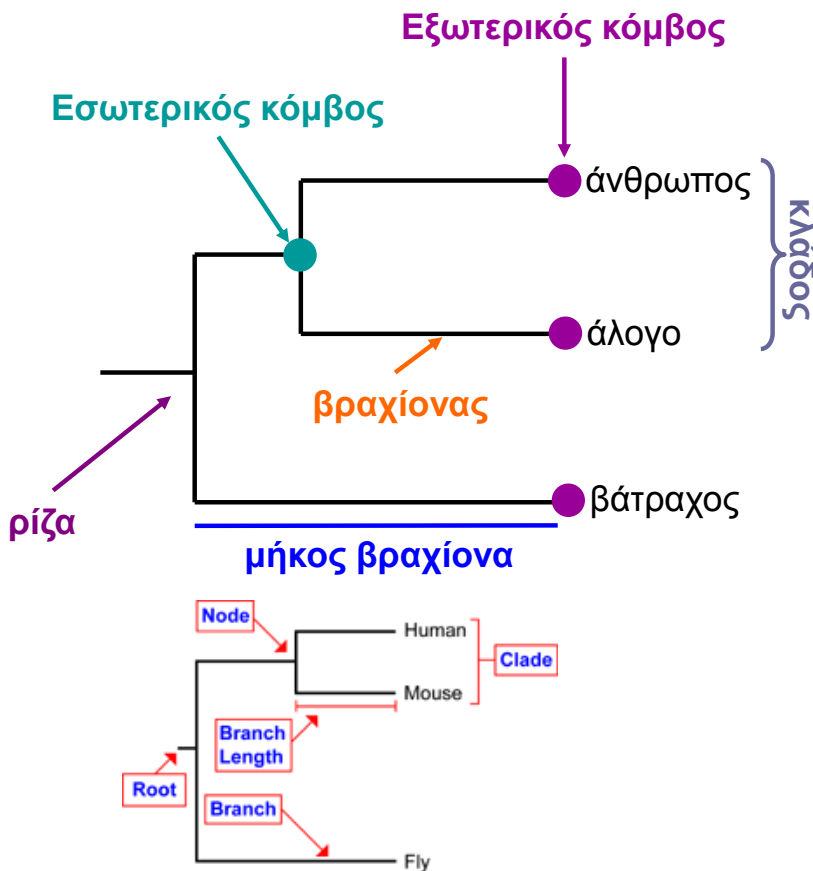 Εξωτερικός κόμβος
Εσωτερικός κόμβος
άνθρωπος
κλάδος
άλογο
βραχίονας
βάτραχος
ρίζα
μήκος βραχίονα
Node
Human
Clade
Mouse
Branch
Length
Root
Branch
Fly